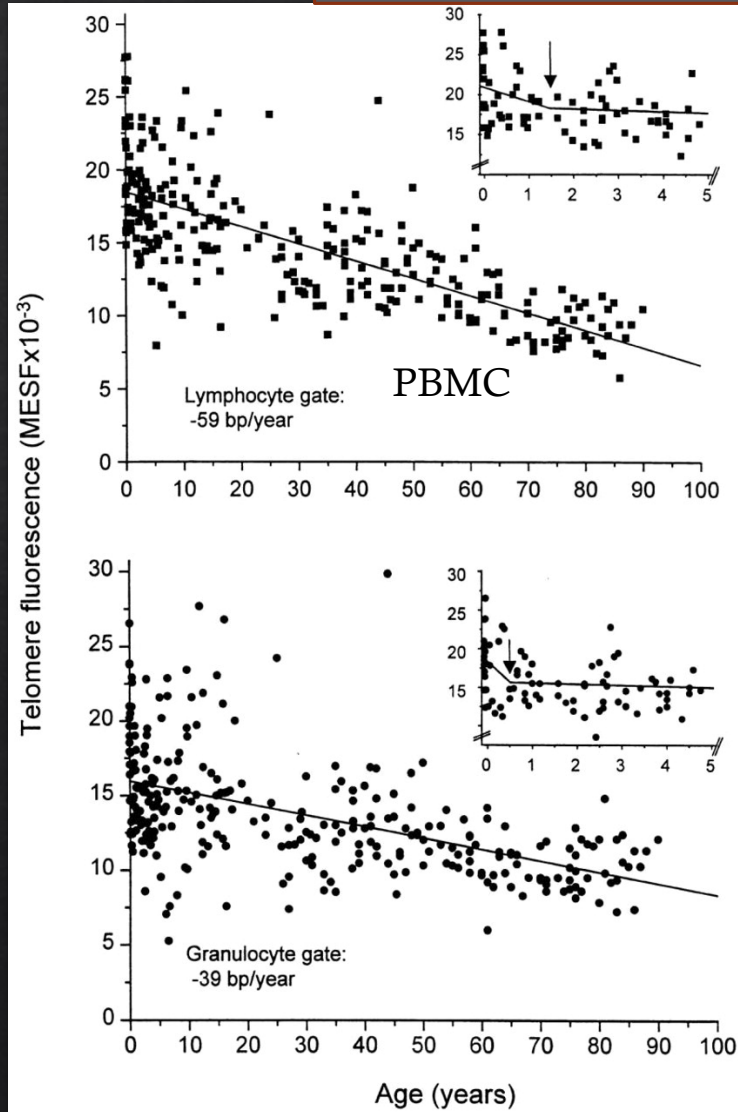 Telomere fluorescence (MESFx10⁻³)
30
25
20
15
10
5
0
30
25
20
15
0 1 2 3 4 5
PBMC
Lymphocyte gate:
-59 bp/year
0 10 20 30 40 50 60 70 80 90 100
30
25
20
15
10
5
0
30
25
20
15
0 1 2 3 4 5
Granulocyte gate:
-39 bp/year
0 10 20 30 40 50 60 70 80 90 100
Age (years)